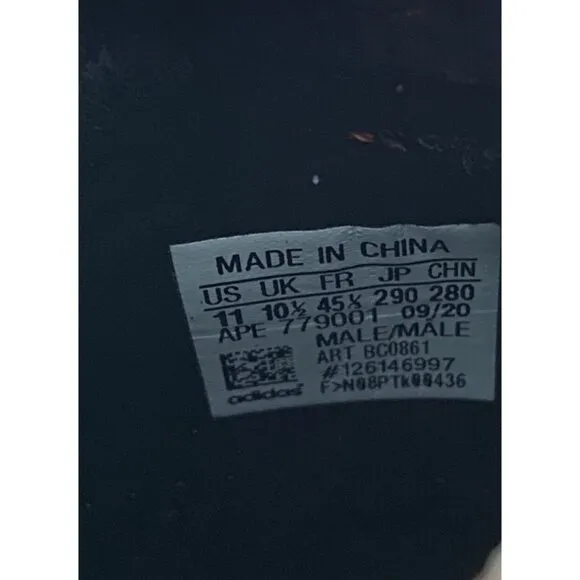 MADE IN CHINA
US UK FR JP CHN
11 10½ 45⅓ 290 280
APE 779001 09/20
MALE/MÂLE
ART BC0861
#126146997
F>N08PTk00436
adidas